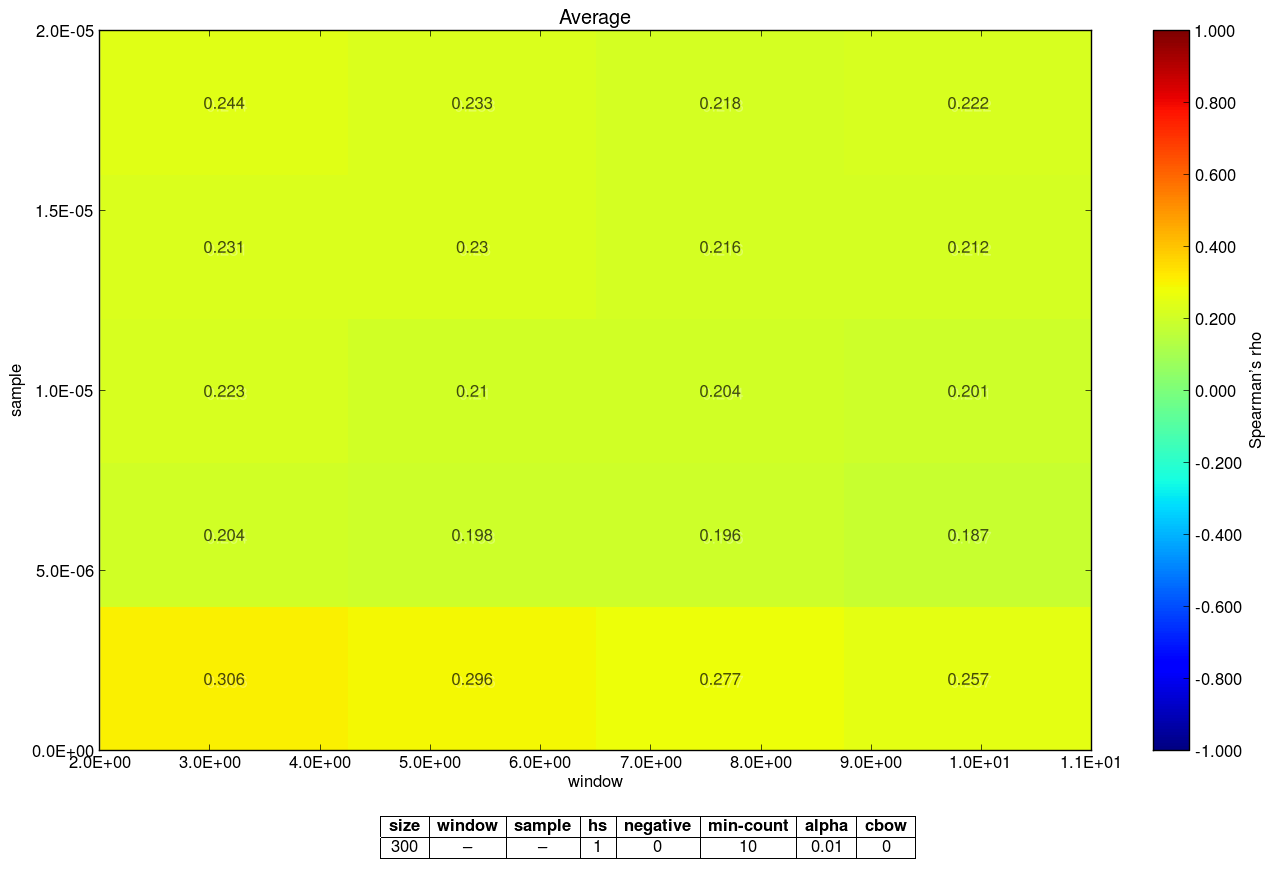 Average
2.0E-05
1.000
0.244 0.233 0.218 0.222
0.800
1.5E-05
0.600
0.231 0.23 0.216 0.212
0.400
0.200
sample
1.0E-05
0.223 0.21 0.204 0.201
0.000
Spearman's rho
-0.200
0.204 0.198 0.196 0.187
-0.400
5.0E-06
-0.600
0.306 0.296 0.277 0.257
-0.800
0.0E+00
-1.000
2.0E+00 3.0E+00 4.0E+00 5.0E+00 6.0E+00 7.0E+00 8.0E+00 9.0E+00 1.0E+01 1.1E+01
window
size window sample hs negative min-count alpha cbow
300 – – 1 0 10 0.01 0